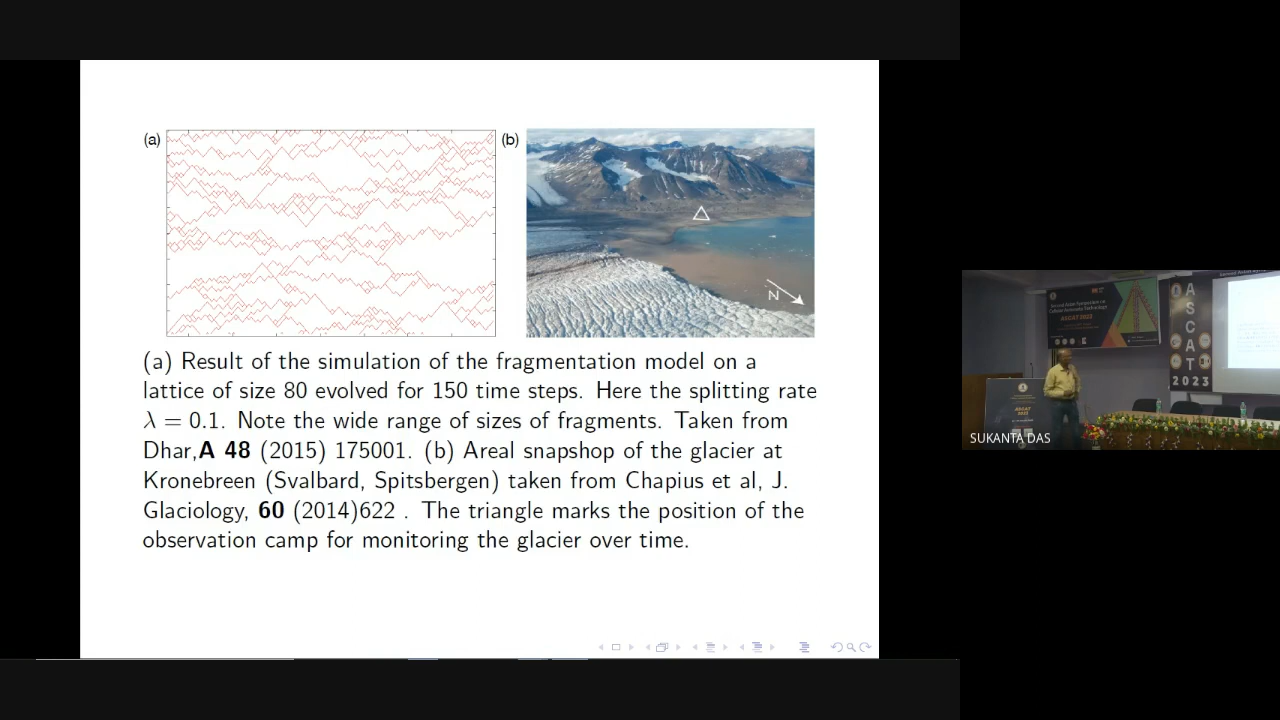 (a)
(b)
N
(a) Result of the simulation of the fragmentation model on a
lattice of size 80 evolved for 150 time steps. Here the splitting rate
λ = 0.1. Note the wide range of sizes of fragments. Taken from
Dhar,A 48 (2015) 175001. (b) Areal snapshop of the glacier at
Kronebreen (Svalbard, Spitsbergen) taken from Chapius et al, J.
Glaciology, 60 (2014)622 . The triangle marks the position of the
observation camp for monitoring the glacier over time.
ASCAT 2023
ASCAT
2023
SUKANTA DAS